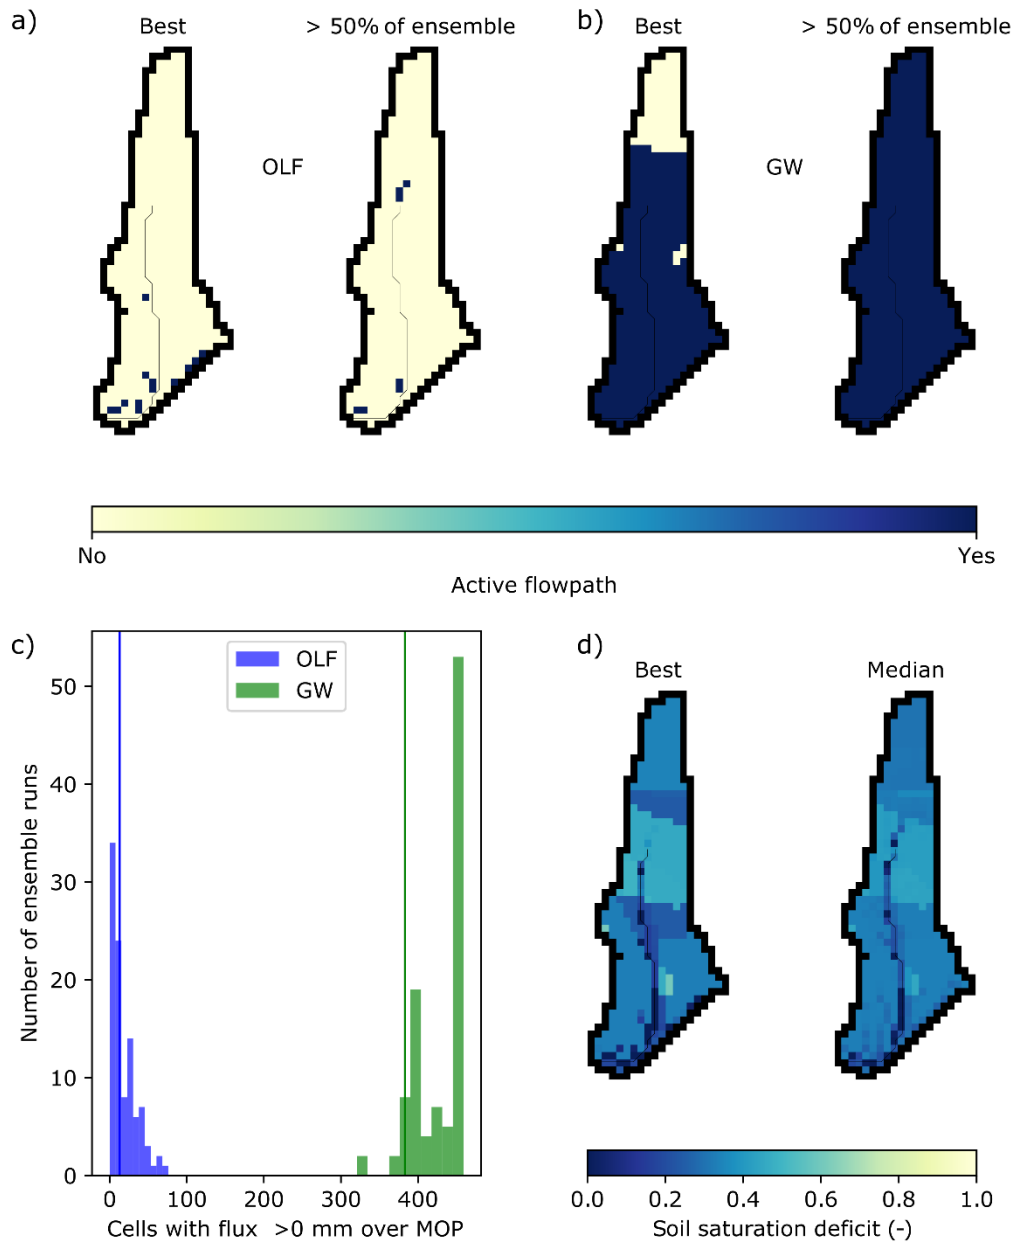 a)
b)
Best
> 50% of ensemble
Best
> 50% of ensemble
OLF
GW
No
Yes
Active flowpath
c)
d)
OLF
GW
Best
Median
50
40
30
20
10
0
Number of ensemble runs
0
100
200
300
400
Cells with flux >0 mm over MOP
0.0
0.2
0.4
0.6
0.8
1.0
Soil saturation deficit (-)